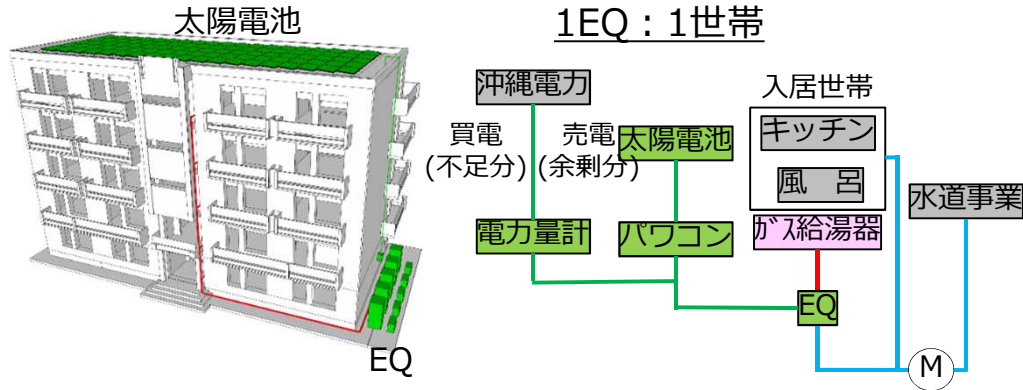 太陽電池
EQ
1EQ：1世帯
沖縄電力
買電
(不足分)
売電
(余剰分)
太陽電池
入居世帯
キッチン
風　呂
電力量計
パワコン
ｶﾞｽ給湯器
水道事業
EQ
M